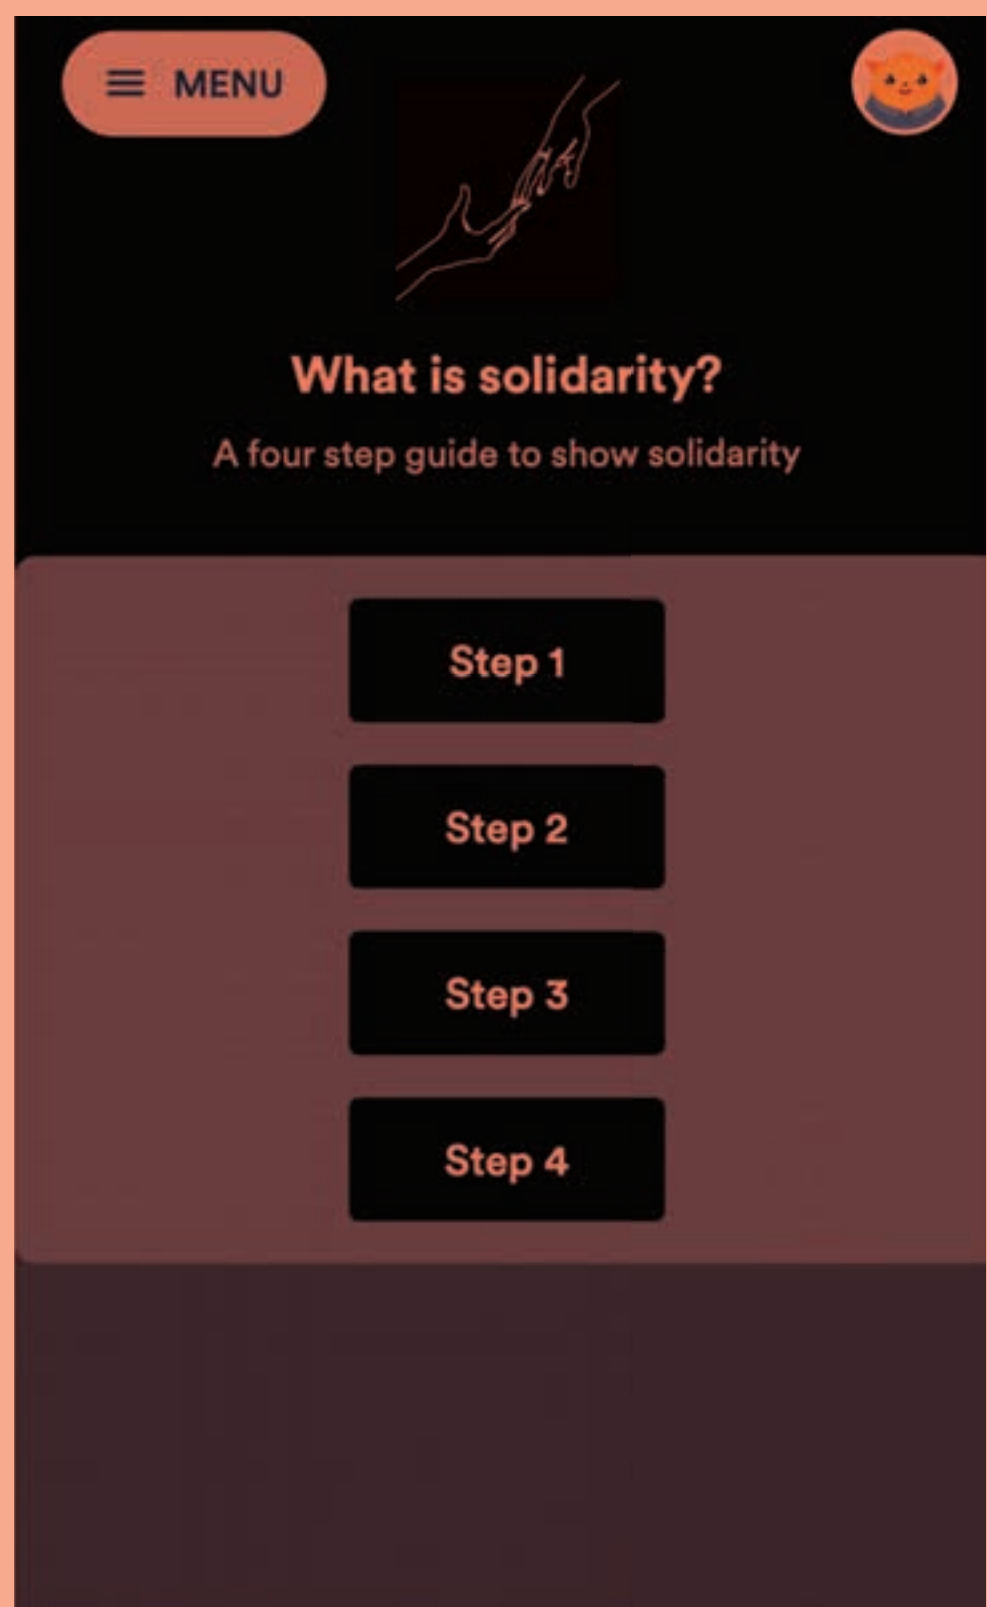 MENU
What is solidarity?
A four step guide to show solidarity
Step 1
Step 2
Step 3
Step 4